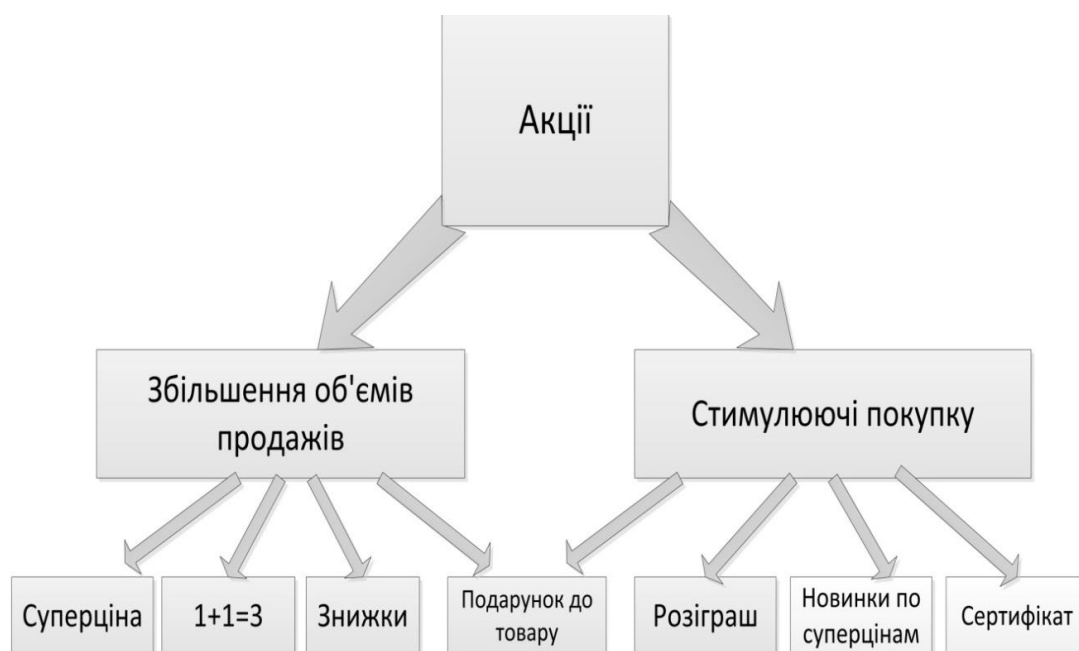 Акції
Збільшення об'ємів
продажів
Стимулюючі покупку
Суперціна
1+1=3
Знижки
Подарунок до
товару
Розіграш
Новинки по
суперцінам
Сертифікат